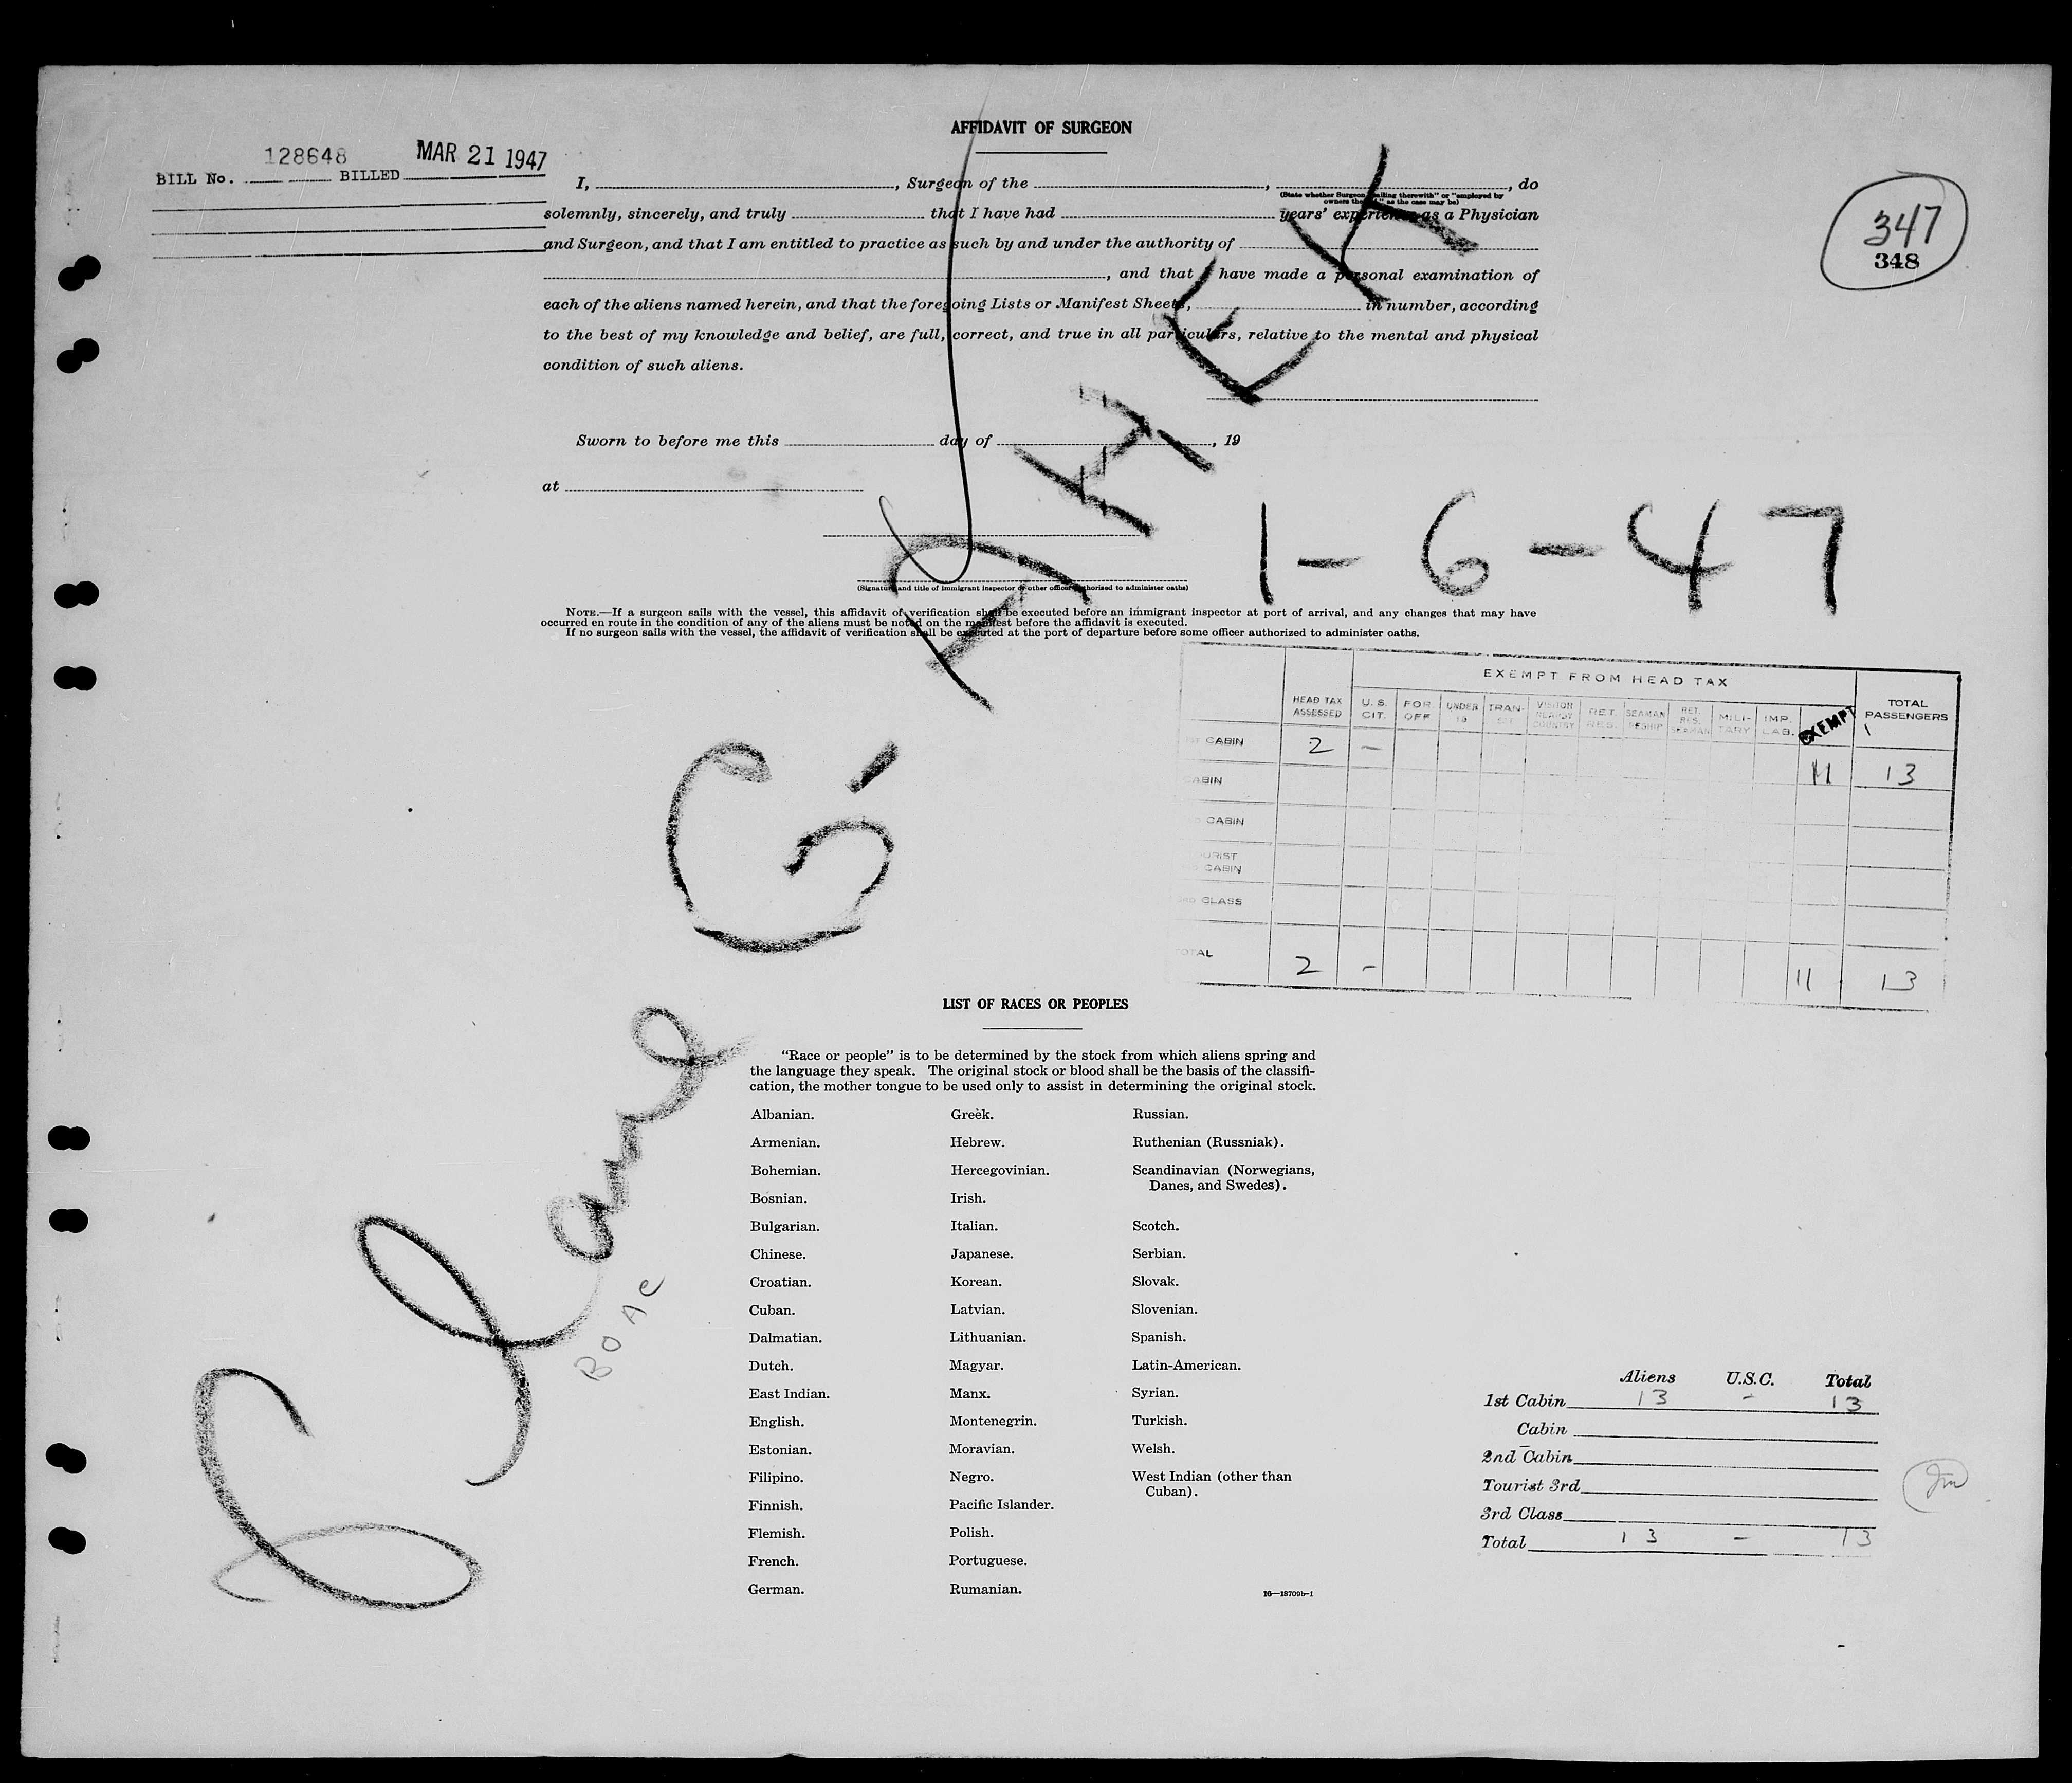 AFFIDAVIT OF SURGEON
BILL No. 128648 BILLED MAR 21 1947
I, , Surgeon of the , , do
(State whether Surgeon sailing therewith" or "employed by
owners the as the case may be)
solemnly, sincerely, and truly that I have had years' experience as a Physician
and Surgeon, and that I am entitled to practice as such by and under the authority of
, and that I have made a personal examination of
each of the aliens named herein, and that the foregoing Lists or Manifest Sheets, in number, according
to the best of my knowledge and belief, are full, correct, and true in all particulars, relative to the mental and physical
condition of such aliens.
347
348
Sworn to before me this day of , 19
at
(Signature and title of immigrant inspector or other officer authorized to administer oaths)
1-6-47
NOTE.—If a surgeon sails with the vessel, this affidavit of verification shall be executed before an immigrant inspector at port of arrival, and any changes that may have
occurred en route in the condition of any of the aliens must be noted on the manifest before the affidavit is executed.
If no surgeon sails with the vessel, the affidavit of verification shall be executed at the port of departure before some officer authorized to administer oaths.
EXEMPT FROM HEAD TAX
HEAD TAX ASSESSED U. S. CIT. FOR OFF UNDER 16 TRAN- VISITOR NEARBY COUNTRY RET. RES. SEAMAN RESHIP RET. RES. SEAMAN MILI- TARY IMP. LAB. EXEMPT TOTAL PASSENGERS
CABIN 2 -
CABIN 11 13
CABIN
TOURIST CABIN
CLASS
TOTAL 2 - 11 13
Plane G-AHEK
BOAC
LIST OF RACES OR PEOPLES
"Race or people" is to be determined by the stock from which aliens spring and
the language they speak. The original stock or blood shall be the basis of the classifi-
cation, the mother tongue to be used only to assist in determining the original stock.
Albanian.
Armenian.
Bohemian.
Bosnian.
Bulgarian.
Chinese.
Croatian.
Cuban.
Dalmatian.
Dutch.
East Indian.
English.
Estonian.
Filipino.
Finnish.
Flemish.
French.
German.
Greek.
Hebrew.
Hercegovinian.
Irish.
Italian.
Japanese.
Korean.
Latvian.
Lithuanian.
Magyar.
Manx.
Montenegrin.
Moravian.
Negro.
Pacific Islander.
Polish.
Portuguese.
Rumanian.
Russian.
Ruthenian (Russniak).
Scandinavian (Norwegians,
Danes, and Swedes).
Scotch.
Serbian.
Slovak.
Slovenian.
Spanish.
Latin-American.
Syrian.
Turkish.
Welsh.
West Indian (other than
Cuban).
16—18709b-1
Aliens U.S.C. Total
1st Cabin 13 - 13
Cabin
2nd Cabin
Tourist 3rd
3rd Class
Total 13 - 13